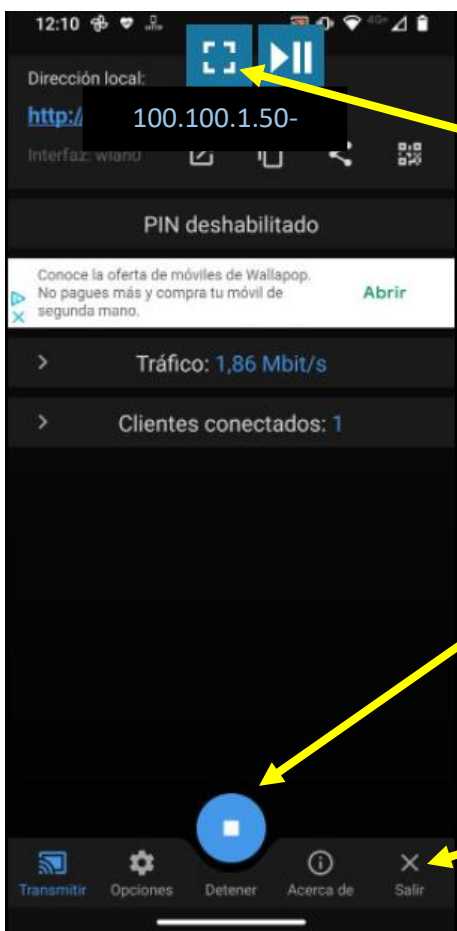 12:10
4G+
Dirección local:
http://
100.100.1.50-
Interfaz: wlan0
PIN deshabilitado
Conoce la oferta de móviles de Wallapop.
No pagues más y compra tu móvil de
segunda mano.
Abrir
Tráfico: 1,86 Mbit/s
Clientes conectados: 1
Transmitir Opciones Detener Acerca de Salir